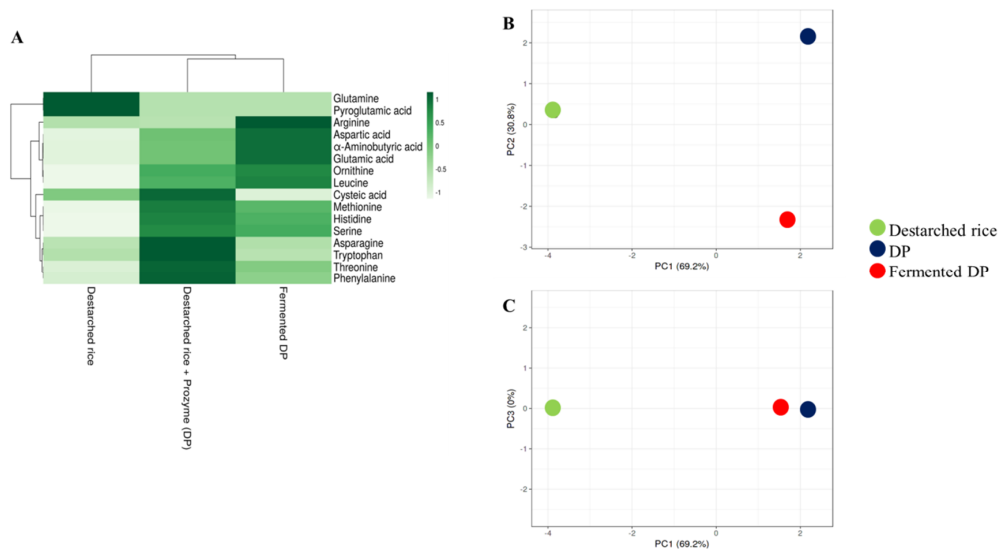 A
Glutamine
Pyroglutamic acid
Arginine
Aspartic acid
α-Aminobutyric acid
Glutamic acid
Ornithine
Leucine
Cysteic acid
Methionine
Histidine
Serine
Asparagine
Tryptophan
Threonine
Phenylalanine
1
0.5
0
-0.5
-1
Destarched rice
Destarched rice + Prozyme (DP)
Fermented DP
B
2
1
0
-1
-2
-3
PC2 (30.8%)
-4
-2
0
2
PC1 (69.2%)
C
2
1
0
-1
-2
PC3 (0%)
-4
-2
0
2
PC1 (69.2%)
Destarched rice
DP
Fermented DP